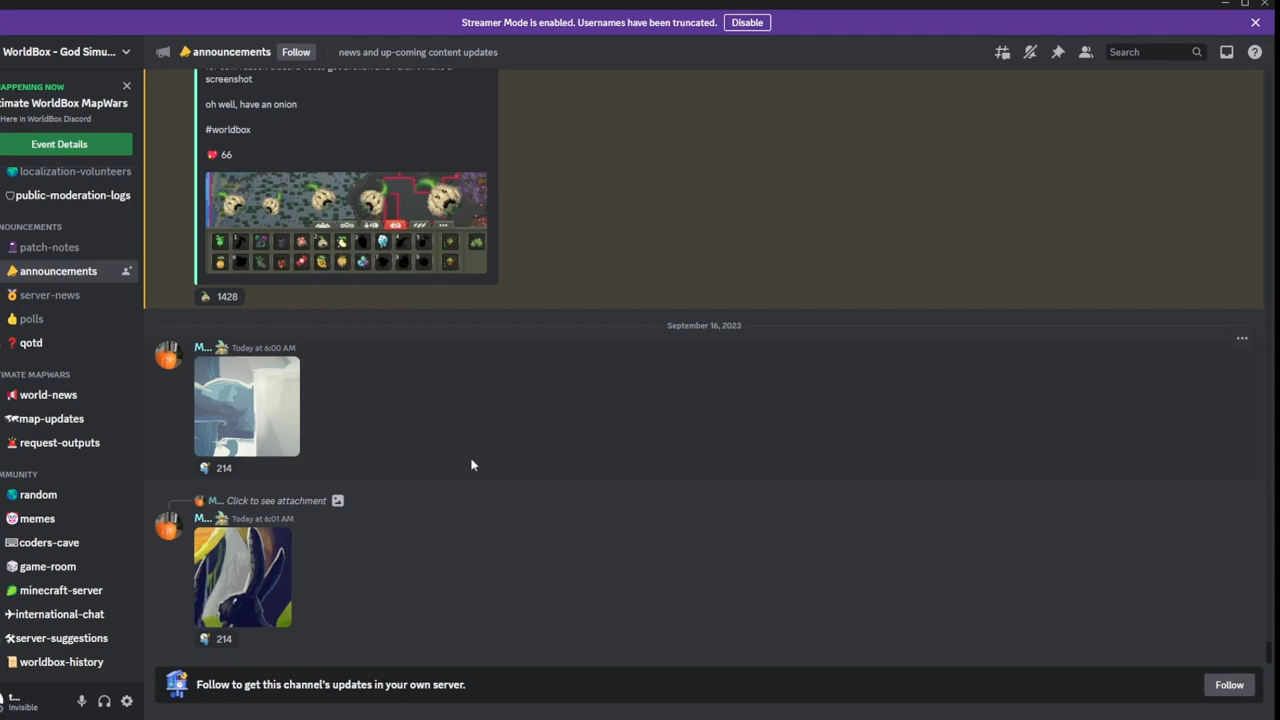 Streamer Mode is enabled. Usernames have been truncated. Disable
WorldBox - God Simu...
announcements Follow news and up-coming content updates Search
APPENING NOW
timate WorldBox MapWars
Here in WorldBox Discord
Event Details
localization-volunteers
public-moderation-logs
NOUNCEMENTS
patch-notes
announcements
server-news
polls
qotd
TIMATE MAPWARS
world-news
map-updates
request-outputs
MMUNITY
random
memes
coders-cave
game-room
minecraft-server
international-chat
server-suggestions
worldbox-history
t...
Invisible
screenshot
oh well, have an onion
#worldbox
66
1428
September 16, 2023
M... Today at 6:00 AM
214
M... Click to see attachment
M... Today at 6:01 AM
214
Follow to get this channel's updates in your own server. Follow